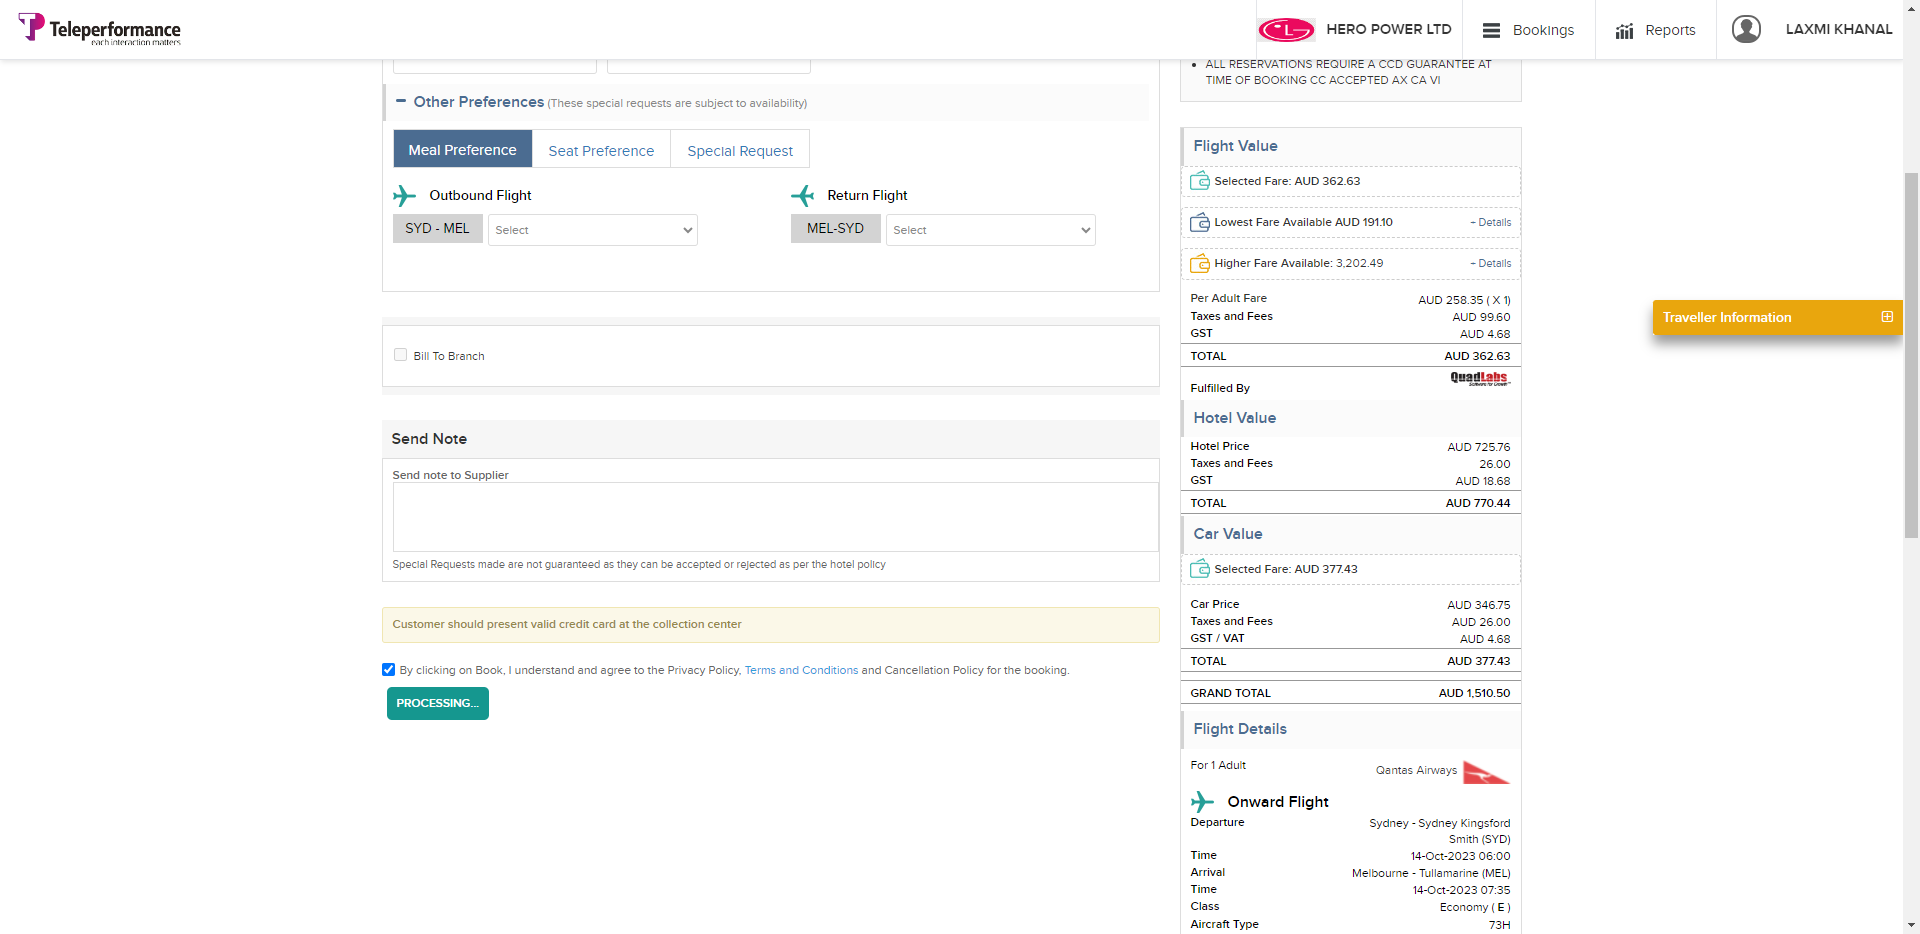 Teleperformance
each interaction matters
HERO POWER LTD
Bookings
Reports
LAXMI KHANAL
Other Preferences (These special requests are subject to availability)
Meal Preference
Seat Preference
Special Request
Outbound Flight
Return Flight
SYD - MEL
Select
MEL-SYD
Select
Bill To Branch
Send Note
Send note to Supplier
Special Requests made are not guaranteed as they can be accepted or rejected as per the hotel policy
Customer should present valid credit card at the collection center
By clicking on Book, I understand and agree to the Privacy Policy, Terms and Conditions and Cancellation Policy for the booking.
PROCESSING...
ALL RESERVATIONS REQUIRE A CCD GUARANTEE AT
TIME OF BOOKING CC ACCEPTED AX CA VI
Flight Value
Selected Fare: AUD 362.63
Lowest Fare Available AUD 191.10
+ Details
Higher Fare Available: 3,202.49
+ Details
Per Adult Fare AUD 258.35 ( X 1)
Taxes and Fees AUD 99.60
GST AUD 4.68
TOTAL AUD 362.63
Fulfilled By
QuadLabs
Hotel Value
Hotel Price AUD 725.76
Taxes and Fees 26.00
GST AUD 18.68
TOTAL AUD 770.44
Car Value
Selected Fare: AUD 377.43
Car Price AUD 346.75
Taxes and Fees AUD 26.00
GST / VAT AUD 4.68
TOTAL AUD 377.43
GRAND TOTAL AUD 1,510.50
Flight Details
For 1 Adult
Qantas Airways
Onward Flight
Departure Sydney - Sydney Kingsford
Smith (SYD)
Time 14-Oct-2023 06:00
Arrival Melbourne - Tullamarine (MEL)
Time 14-Oct-2023 07:35
Class Economy ( E )
Aircraft Type 73H
Traveller Information